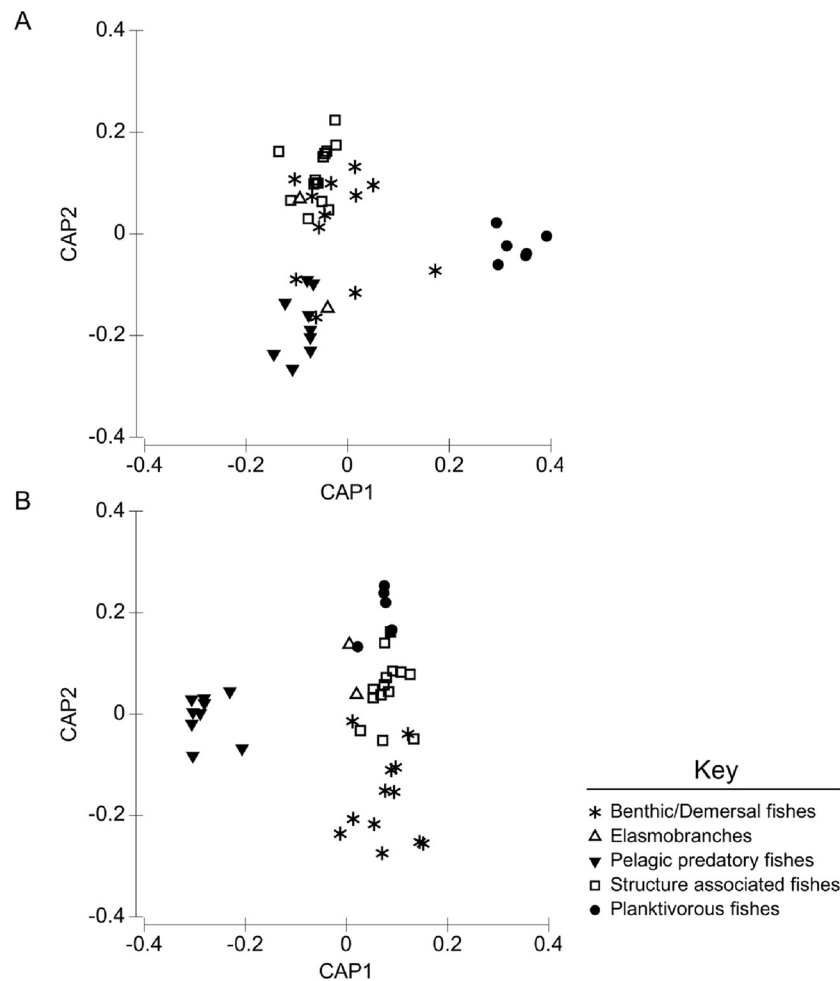 A
0.4
0.2
0
-0.2
-0.4
CAP2
-0.4 -0.2 0 0.2 0.4
CAP1
B
0.4
0.2
0
-0.2
-0.4
CAP2
-0.4 -0.2 0 0.2 0.4
CAP1
Key
Benthic/Demersal fishes
Elasmobranches
Pelagic predatory fishes
Structure associated fishes
Planktivorous fishes